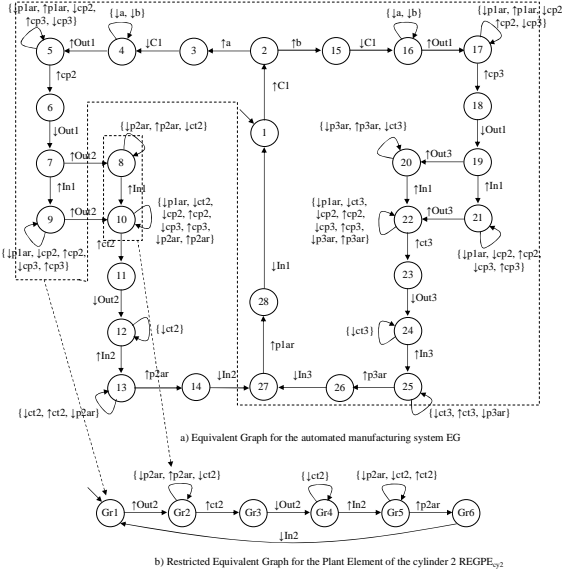 {↓p1ar, ↑p1ar, ↓cp2,
↑cp3, ↓cp3}
{↓a, ↓b}
{↓a, ↓b}
{↓p1ar, ↑p1ar, ↓cp2
↑cp2, ↓cp3}
5
↑Out1
4
↓C1
3
↑a
2
↑b
15
↓C1
16
↑Out1
17
↑cp2
↑C1
↑cp3
6
18
↓Out1
{↓p2ar, ↑p2ar, ↓ct2}
1
{↓p3ar, ↑p3ar, ↓ct3}
↓Out1
7
↑Out2
8
20
↑Out3
19
↑In1
↑In1
↑In1
↑In1
9
↑Out2
10
{↓p1ar, ↓ct2,
↓cp2, ↑cp2,
↓cp3, ↑cp3,
↓p2ar, ↑p2ar}
{↓p1ar, ↓ct3,
↓cp2, ↑cp2,
↓cp3, ↑cp3,
↓p3ar, ↑p3ar}
22
↑Out3
21
{↓p1ar, ↓cp2, ↑cp2,
↓cp3, ↑cp3}
↑ct2
↑ct3
{↓p1ar, ↓cp2, ↑cp2,
↓cp3, ↑cp3}
11
↓In1
23
↓Out2
28
↓Out3
12
{↓ct2}
{↓ct3}
24
↑In2
↑p1ar
↑In3
13
↑p2ar
14
↓In2
27
↓In3
26
↑p3ar
25
{↓ct2, ↑ct2, ↓p2ar}
{↓ct3, ↑ct3, ↓p3ar}
a) Equivalent Graph for the automated manufacturing system EG
{↓p2ar, ↑p2ar, ↓ct2}
{↓ct2}
{↓p2ar, ↓ct2, ↑ct2}
Gr1
↑Out2
Gr2
↑ct2
Gr3
↓Out2
Gr4
↑In2
Gr5
↑p2ar
Gr6
↓In2
b) Restricted Equivalent Graph for the Plant Element of the cylinder 2 REGPEcy2